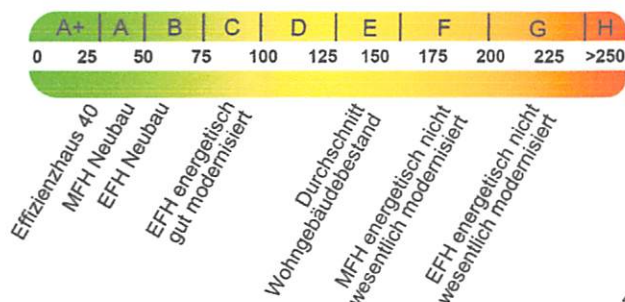 A+ A B C D E F G H
0 25 50 75 100 125 150 175 200 225 >250
Effizienzhaus 40
MFH Neubau
EFH Neubau
EFH energetisch
gut modernisiert
Durchschnitt
Wohngebäudebestand
MFH energetisch nicht
wesentlich modernisiert
EFH energetisch nicht
wesentlich modernisiert